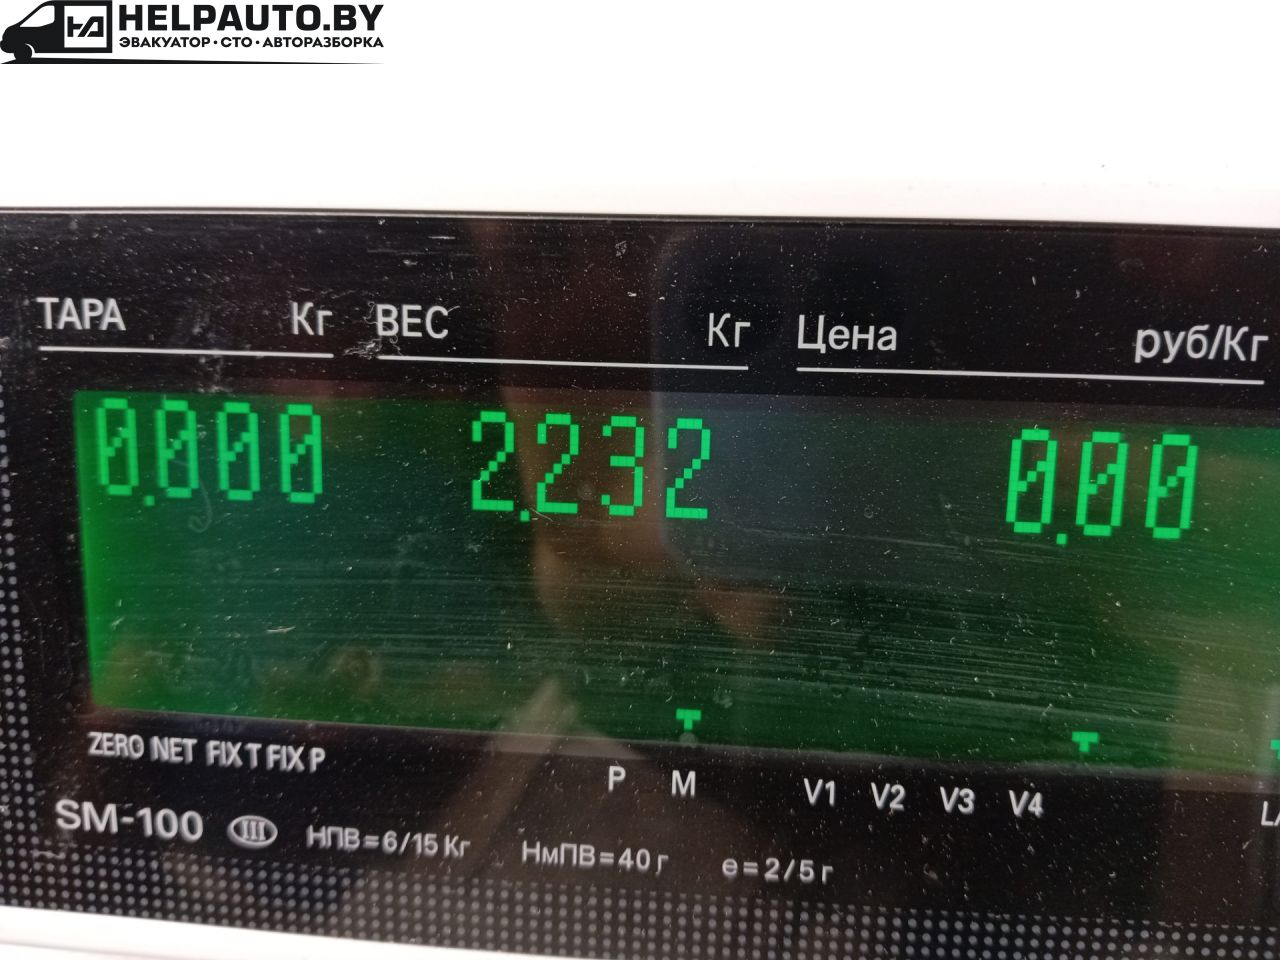 HELPAUTO.BY
ЭВАКУАТОР · СТО · АВТОРАЗБОРКА
ТАРА Кг ВЕС Кг Цена руб/Кг
0.000 2.232 0.00
ZERO NET FIX T FIX P
P M V1 V2 V3 V4
SM-100 III НПВ=6/15 Кг НмПВ=40 г e=2/5 г